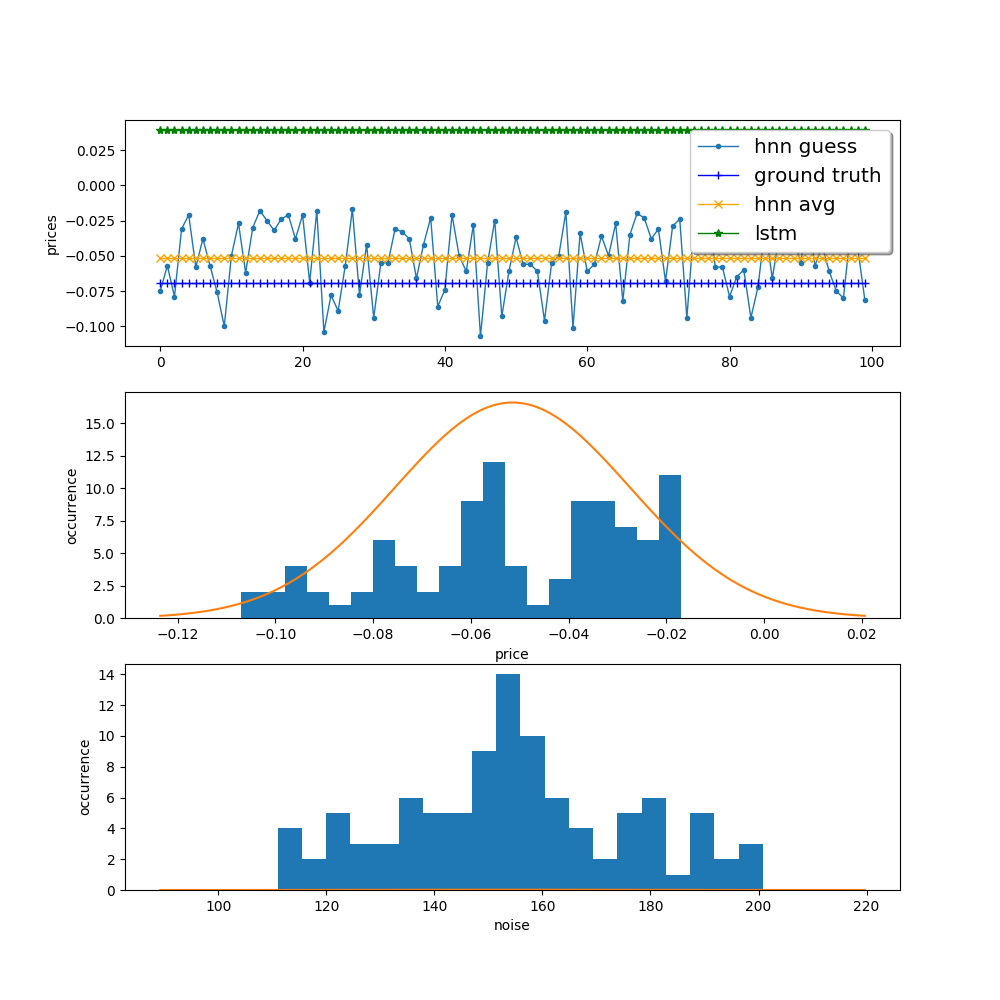 prices
0.025
0.000
−0.025
−0.050
−0.075
−0.100
hnn guess
ground truth
hnn avg
lstm
0 20 40 60 80 100
occurrence
15.0
12.5
10.0
7.5
5.0
2.5
0.0
−0.12 −0.10 −0.08 −0.06 −0.04 −0.02 0.00 0.02
price
occurrence
14
12
10
8
6
4
2
0
100 120 140 160 180 200 220
noise